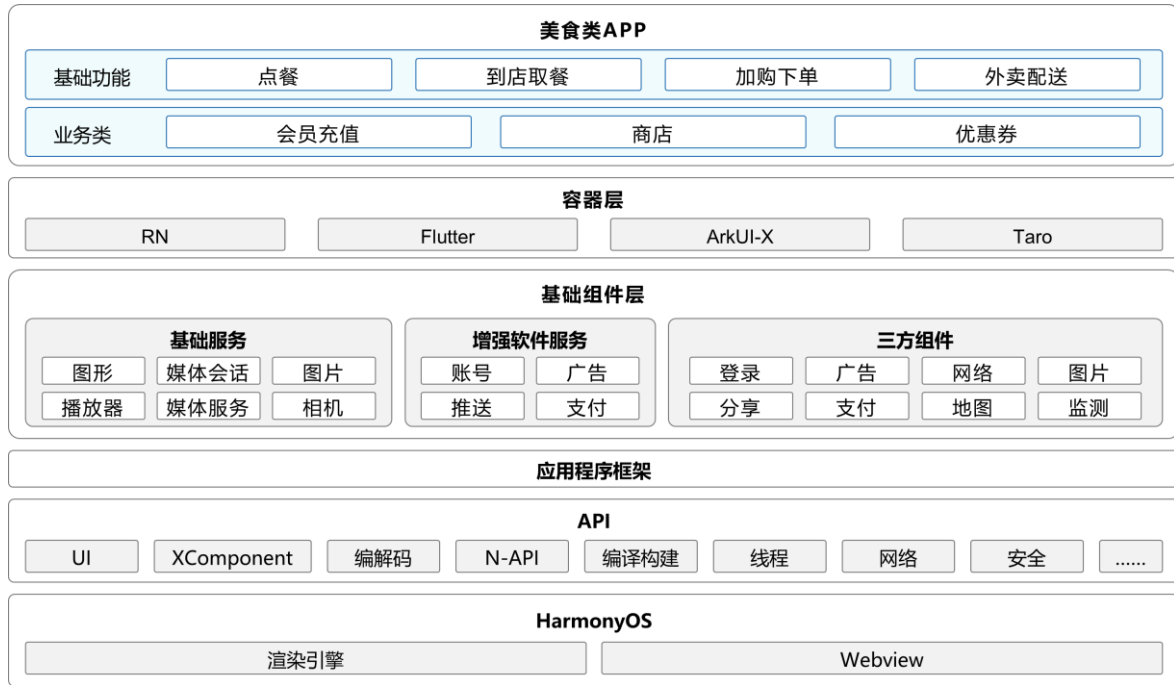 美食类APP
基础功能 点餐 到店取餐 加购下单 外卖配送
业务类 会员充值 商店 优惠券
容器层
RN Flutter ArkUI-X Taro
基础组件层
基础服务 增强软件服务 三方组件
图形 媒体会话 图片 账号 广告 登录 广告 网络 图片
播放器 媒体服务 相机 推送 支付 分享 支付 地图 监测
应用程序框架
API
UI XComponent 编解码 N-API 编译构建 线程 网络 安全 ......
HarmonyOS
渲染引擎 Webview